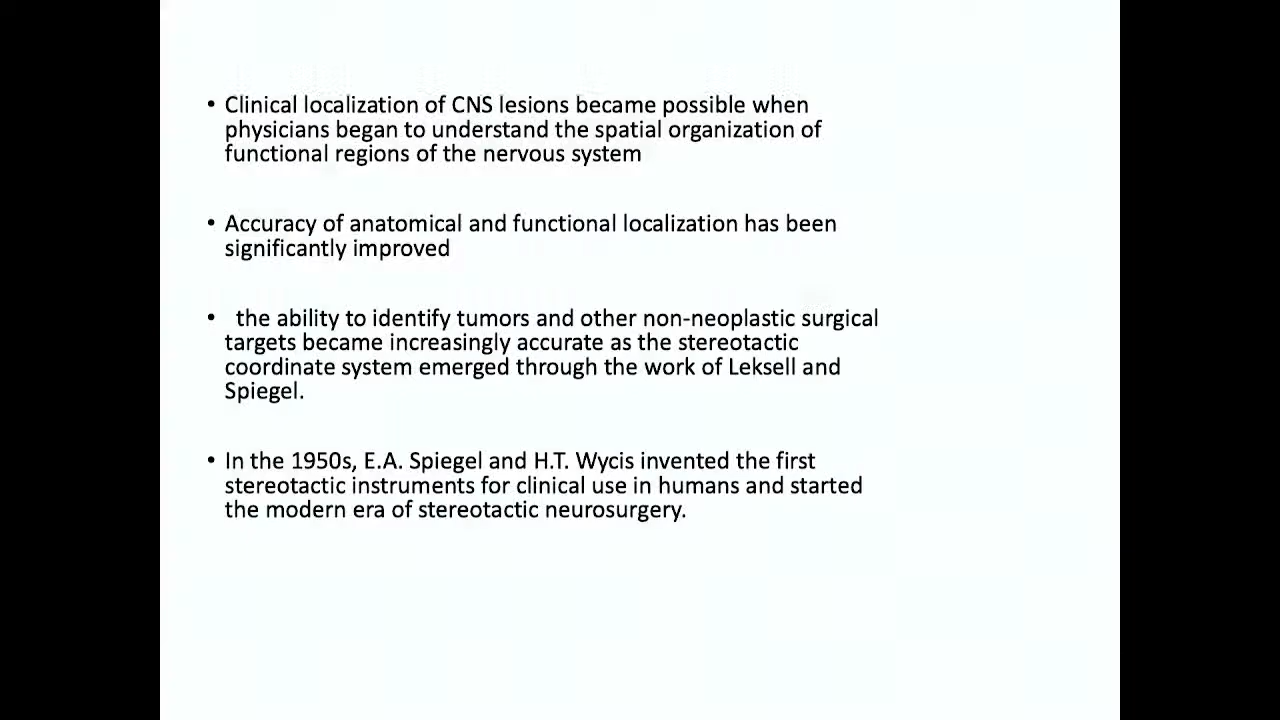 • Clinical localization of CNS lesions became possible when
physicians began to understand the spatial organization of
functional regions of the nervous system
• Accuracy of anatomical and functional localization has been
significantly improved
• the ability to identify tumors and other non-neoplastic surgical
targets became increasingly accurate as the stereotactic
coordinate system emerged through the work of Leksell and
Spiegel.
• In the 1950s, E.A. Spiegel and H.T. Wycis invented the first
stereotactic instruments for clinical use in humans and started
the modern era of stereotactic neurosurgery.